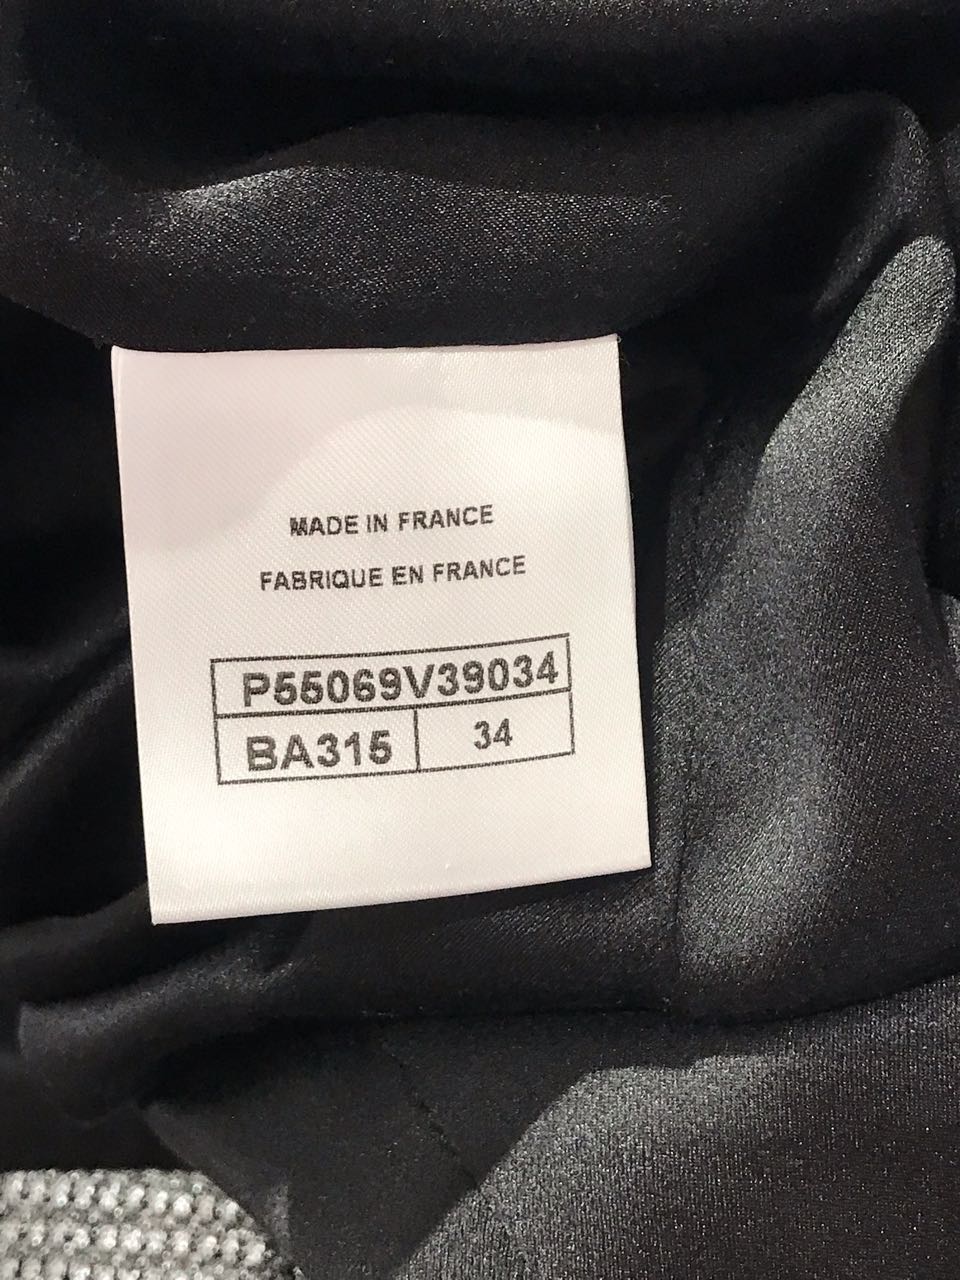 MADE IN FRANCE
FABRIQUE EN FRANCE
P55069V39034
BA315 34